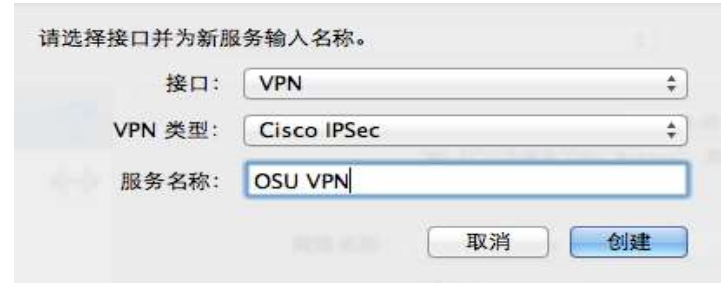 请选择接口并为新服务输入名称。
接口： VPN
VPN 类型： Cisco IPSec
服务名称： OSU VPN
取消 创建